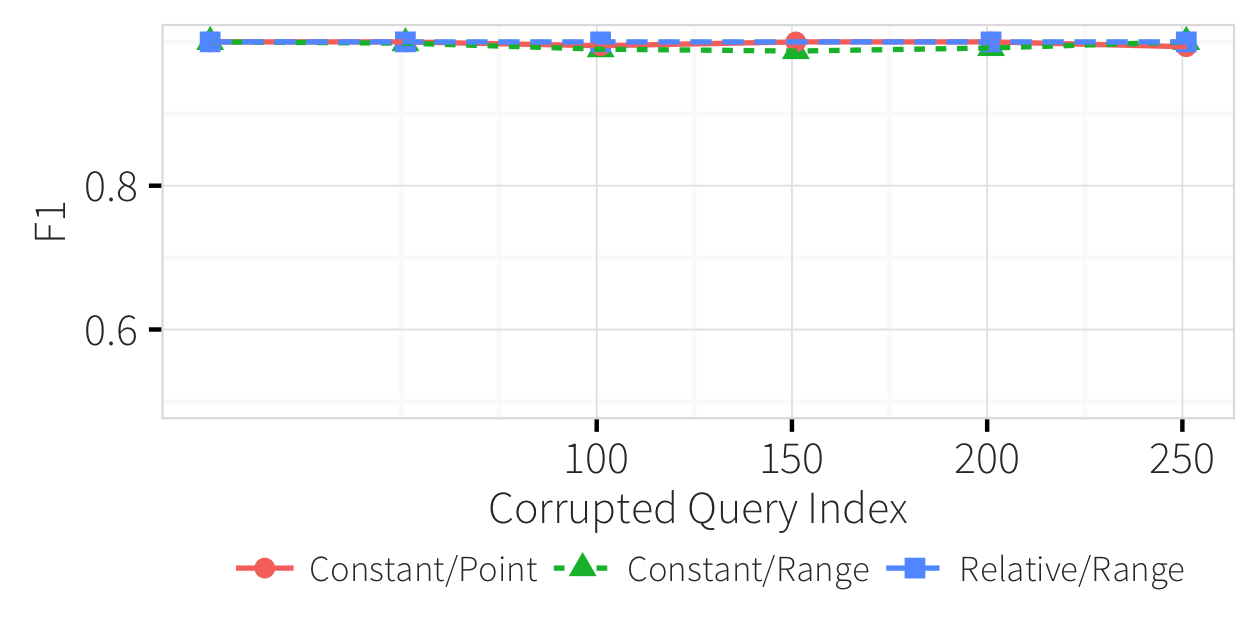 F1
0.8
0.6
100 150 200 250
Corrupted Query Index
Constant/Point Constant/Range Relative/Range